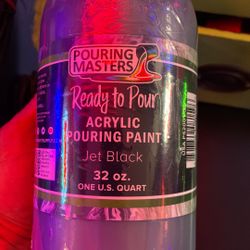 POURING
MASTERS
Ready to Pour
ACRYLIC
POURING PAINT
Jet Black
32 oz.
ONE U.S. QUART